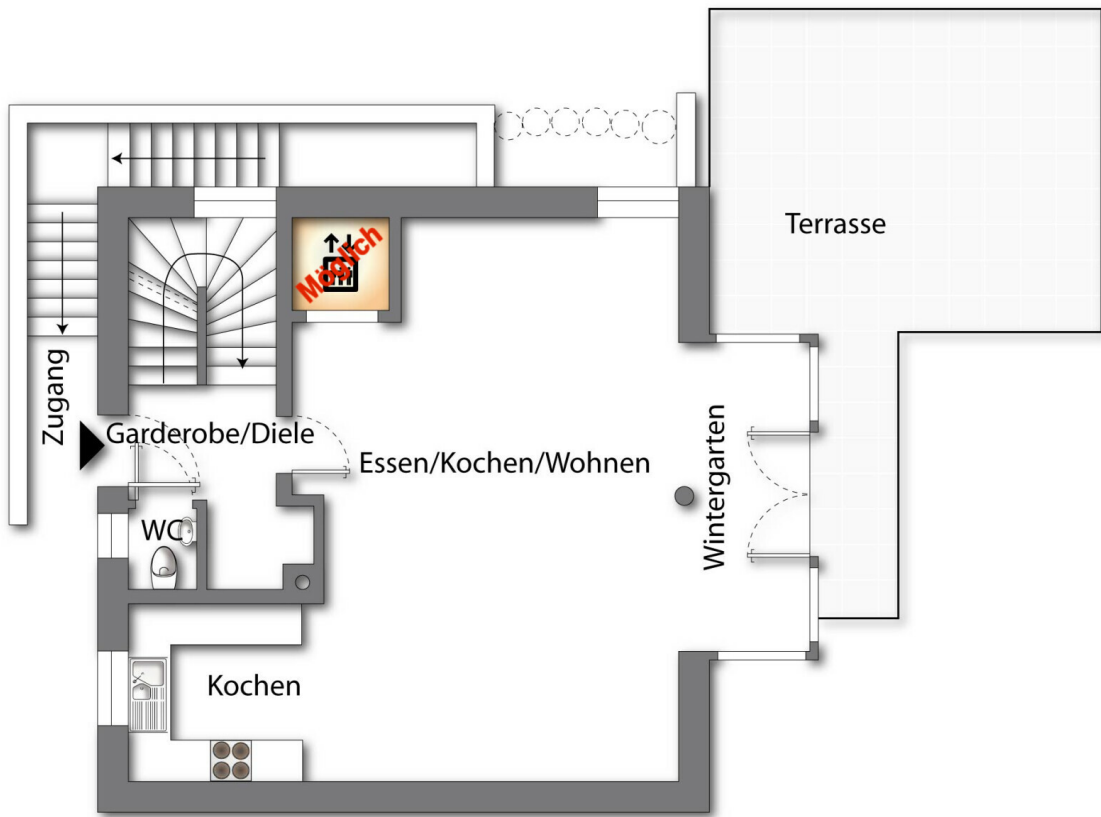 Terrasse
Möglich
Zugang
Garderobe/Diele
Essen/Kochen/Wohnen
Wintergarten
WC
Kochen